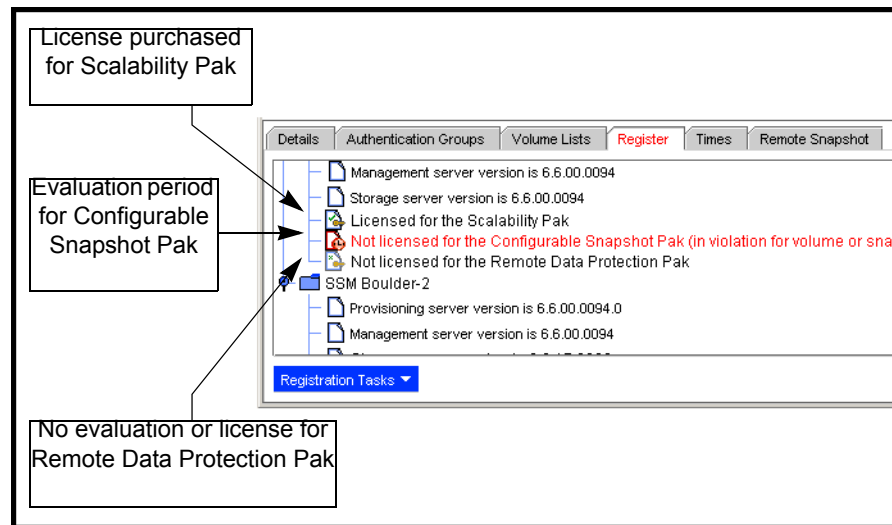 License purchased
for Scalability Pak
Details Authentication Groups Volume Lists Register Times Remote Snapshot
Management server version is 6.6.00.0094
Storage server version is 6.6.00.0094
Licensed for the Scalability Pak
Not licensed for the Configurable Snapshot Pak (in violation for volume or sna
Not licensed for the Remote Data Protection Pak
SSM Boulder-2
Provisioning server version is 6.6.00.0094.0
Management server version is 6.6.00.0094
Registration Tasks
Evaluation period
for Configurable
Snapshot Pak
No evaluation or license for
Remote Data Protection Pak